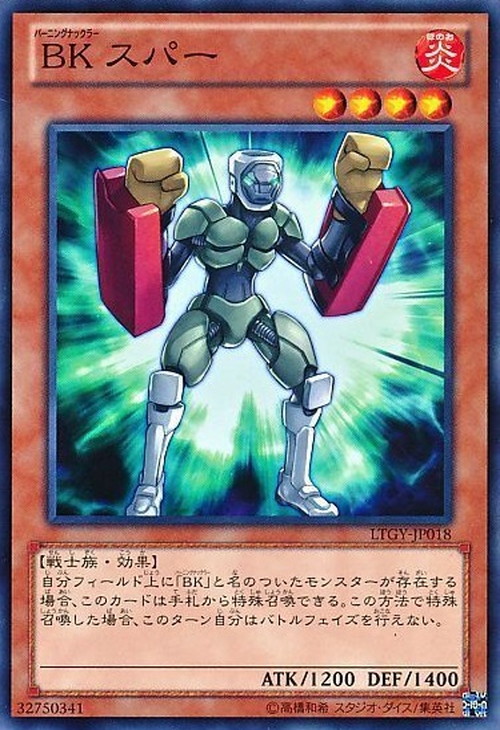 バーニングナックラー
BK スパー
ほのお
炎
LTGY-JP018
【戦士族・効果】
自分フィールド上に「BK」と名のついたモンスターが存在する
場合、このカードは手札から特殊召喚できる。この方法で特殊
召喚した場合、このターン自分はバトルフェイズを行えない。
ATK/1200 DEF/1400
32750341
©高橋和希 スタジオ・ダイス/集英社